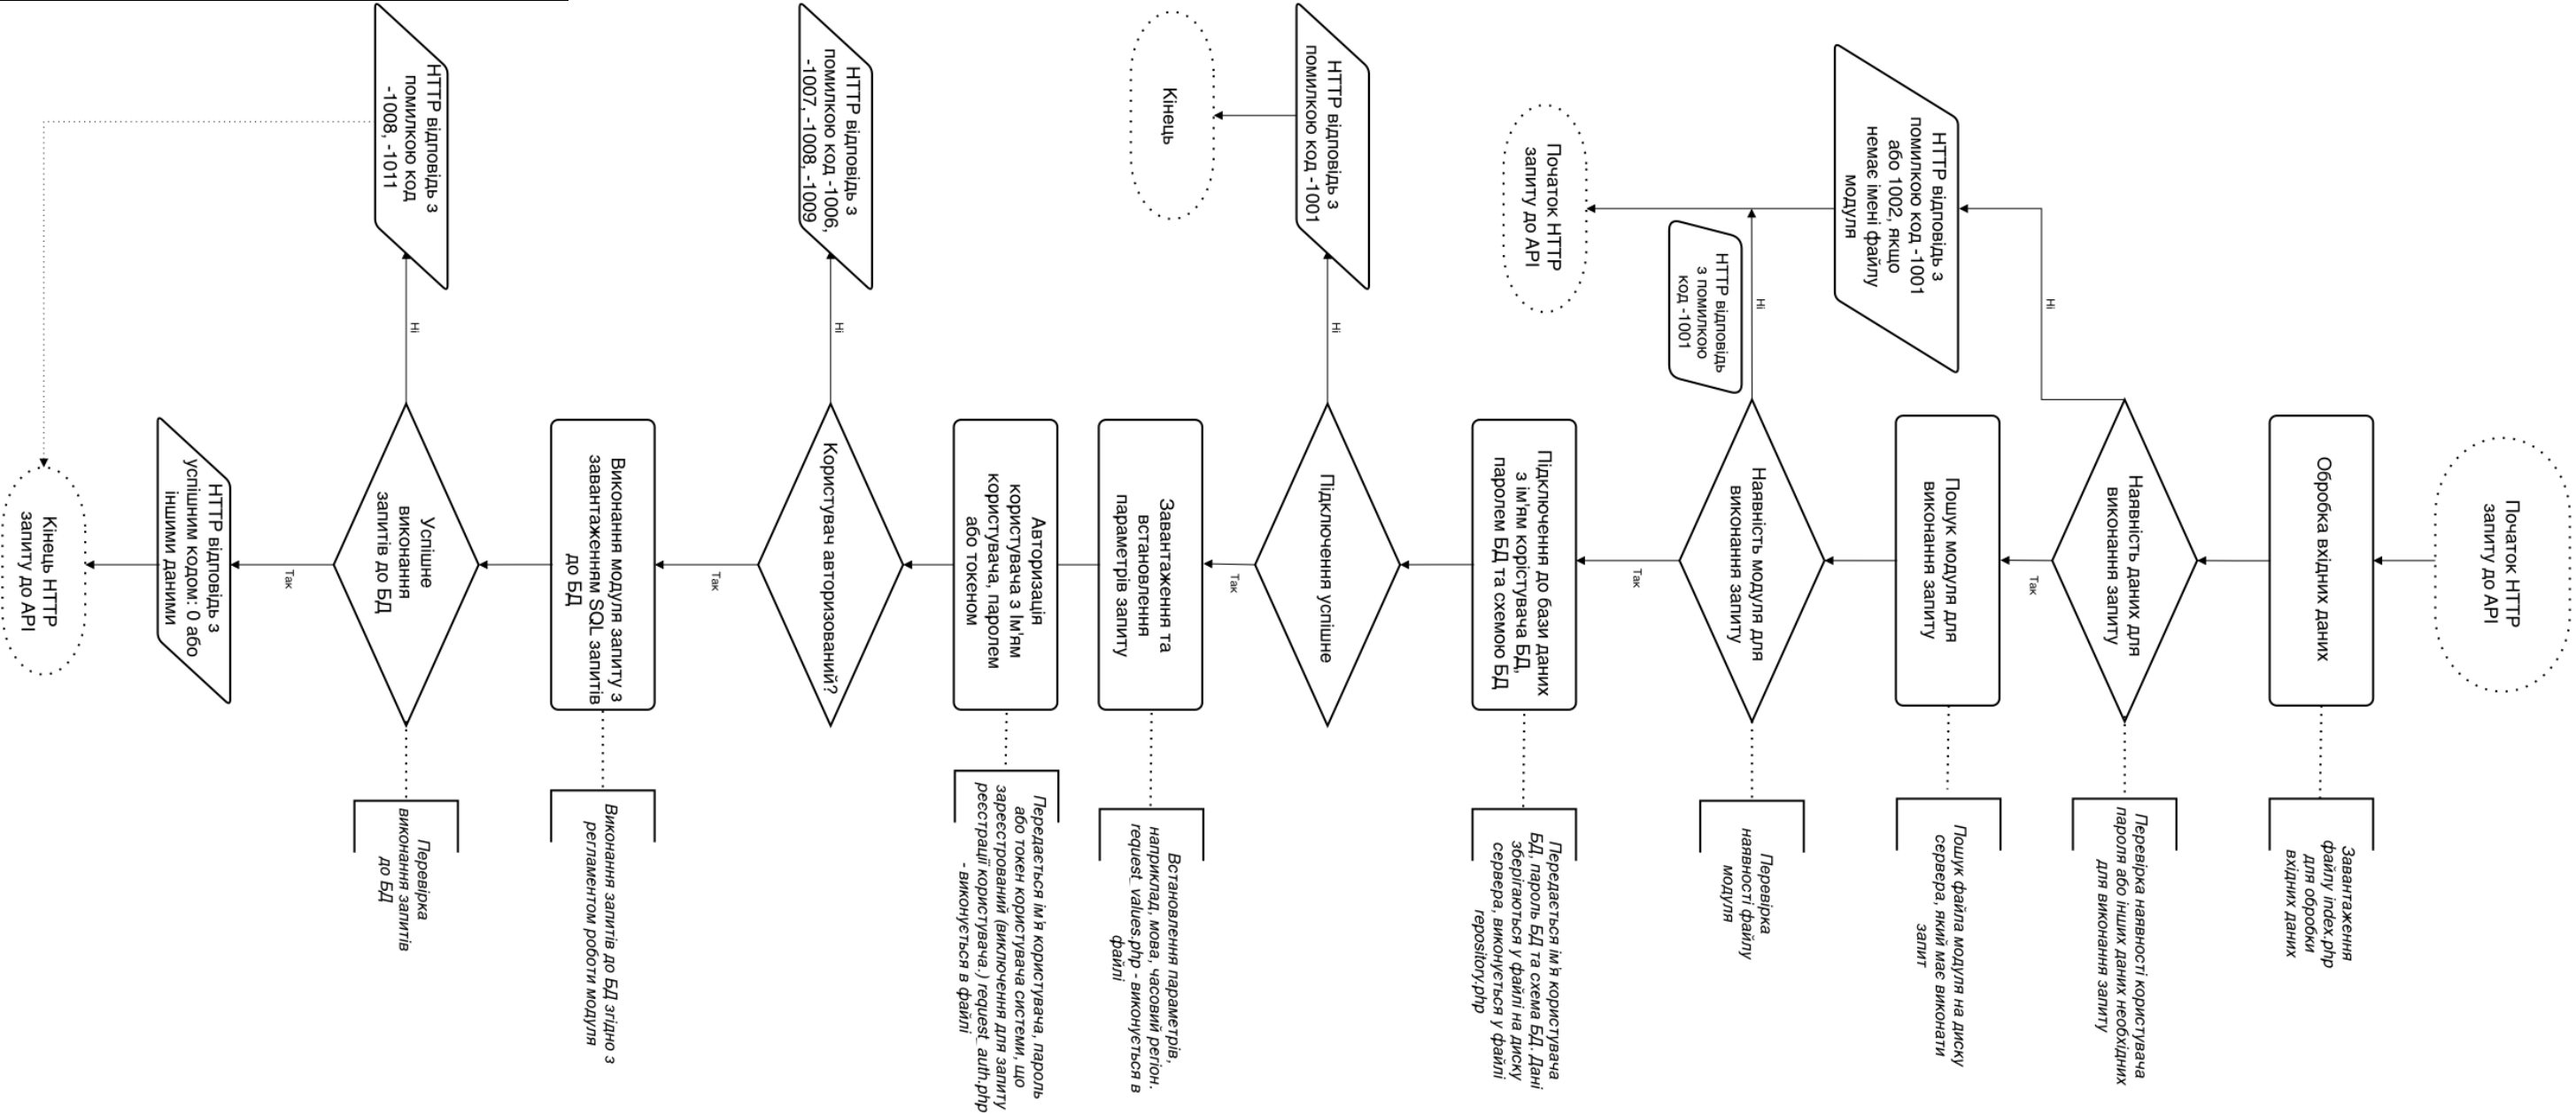 Початок HTTP
запиту до API
Обробка вхідних даних
Завантаження
файлу index.php
для обробки
вхідних даних
Наявність даних для
виконання запиту
Перевірка наявності користувача
пароля або інших даних необхідних
для виконання запиту
Ні
Так
HTTP відповідь з
помилкою код -1001
або 1002, якщо
немає імені файлу
модуля
Пошук модуля для
виконання запиту
Пошук файла модуля на диску
сервера, який має виконати
запит
Наявність модуля для
виконання запиту
Перевірка
наявності файлу
модуля
Ні
HTTP відповідь
з помилкою
код -1001
Так
Початок HTTP
запиту до API
Підключення до бази даних
з ім'ям корістувача БД,
паролем БД та схемою БД
Передається ім'я користувача
БД, пароль БД та схема БД. Дані
зберігаються у файлі на диску
сервера, виконується у файлі
repository.php
Підключення успішне
Ні
HTTP відповідь з
помилкою код -1001
Кінець
Так
Завантаження та
встановлення
параметрів запиту
Встановлення параметрів,
наприклад, мова, часовий регіон.
request_values.php - виконується в
файлі
Авторизація
користувача з Ім'ям
користувача, паролем
або токеном
Передається ім'я користувача, пароль
або токен користувача системи, що
зареєстрований (виключення для запиту
реєстрації користувача.) request_auth.php
- виконується в файлі
Користувач авторизований?
Ні
HTTP відповідь з
помилкою код -1006,
-1007, -1008, -1009
Так
Виконання модуля запиту з
завантаженням SQL запитів
до БД
Виконання запитів до БД згідно з
регламентом роботи модуля
Успішне
виконання
запитів до БД
Перевірка
виконання запитів
до БД
Ні
HTTP відповідь з
помилкою код
-1008, -1011
Так
HTTP відповідь з
успішним кодом: 0 або
іншими даними
Кінець HTTP
запиту до API